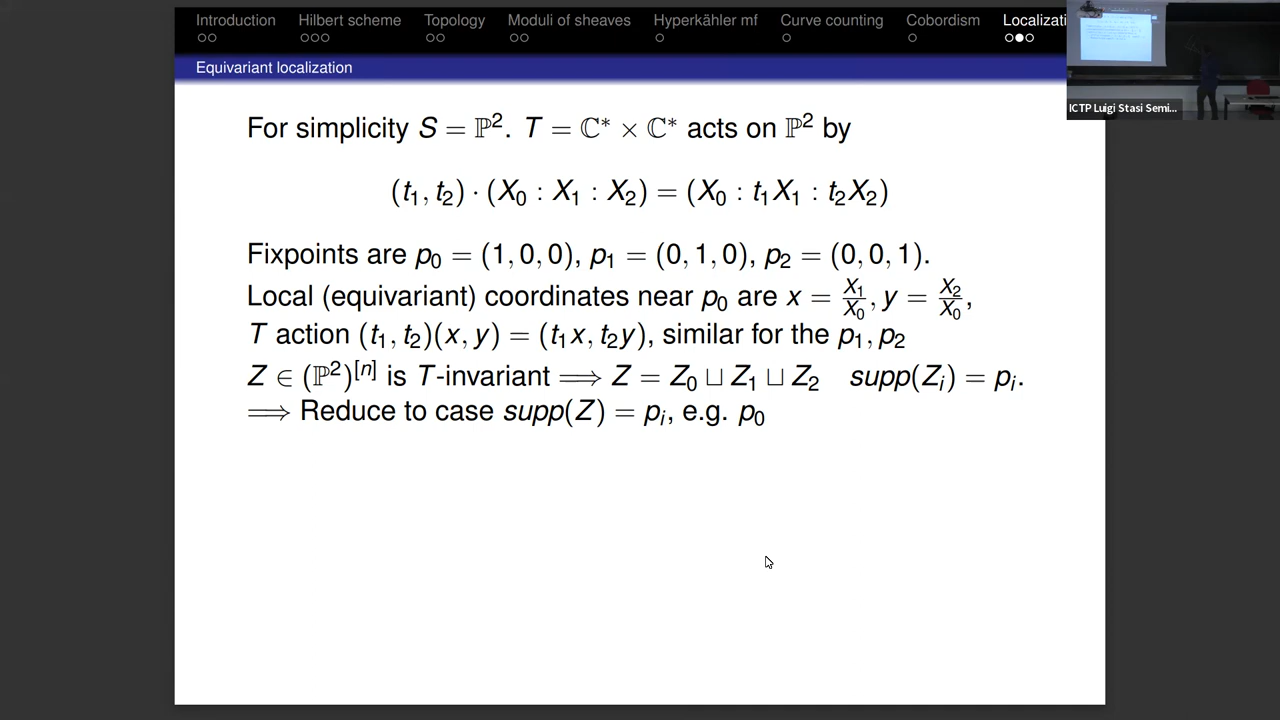 Introduction Hilbert scheme Topology Moduli of sheaves Hyperkähler mf Curve counting Cobordism Localizati
Equivariant localization
ICTP Luigi Stasi Semi...
For simplicity S = ℙ². T = ℂ* × ℂ* acts on ℙ² by
(t₁, t₂) · (X₀ : X₁ : X₂) = (X₀ : t₁X₁ : t₂X₂)
Fixpoints are p₀ = (1, 0, 0), p₁ = (0, 1, 0), p₂ = (0, 0, 1).
Local (equivariant) coordinates near p₀ are x = X₁/X₀, y = X₂/X₀,
T action (t₁, t₂)(x, y) = (t₁x, t₂y), similar for the p₁, p₂
Z ∈ (ℙ²)^[n] is T-invariant ⟹ Z = Z₀ ⊔ Z₁ ⊔ Z₂ supp(Zᵢ) = pᵢ.
⟹ Reduce to case supp(Z) = pᵢ, e.g. p₀